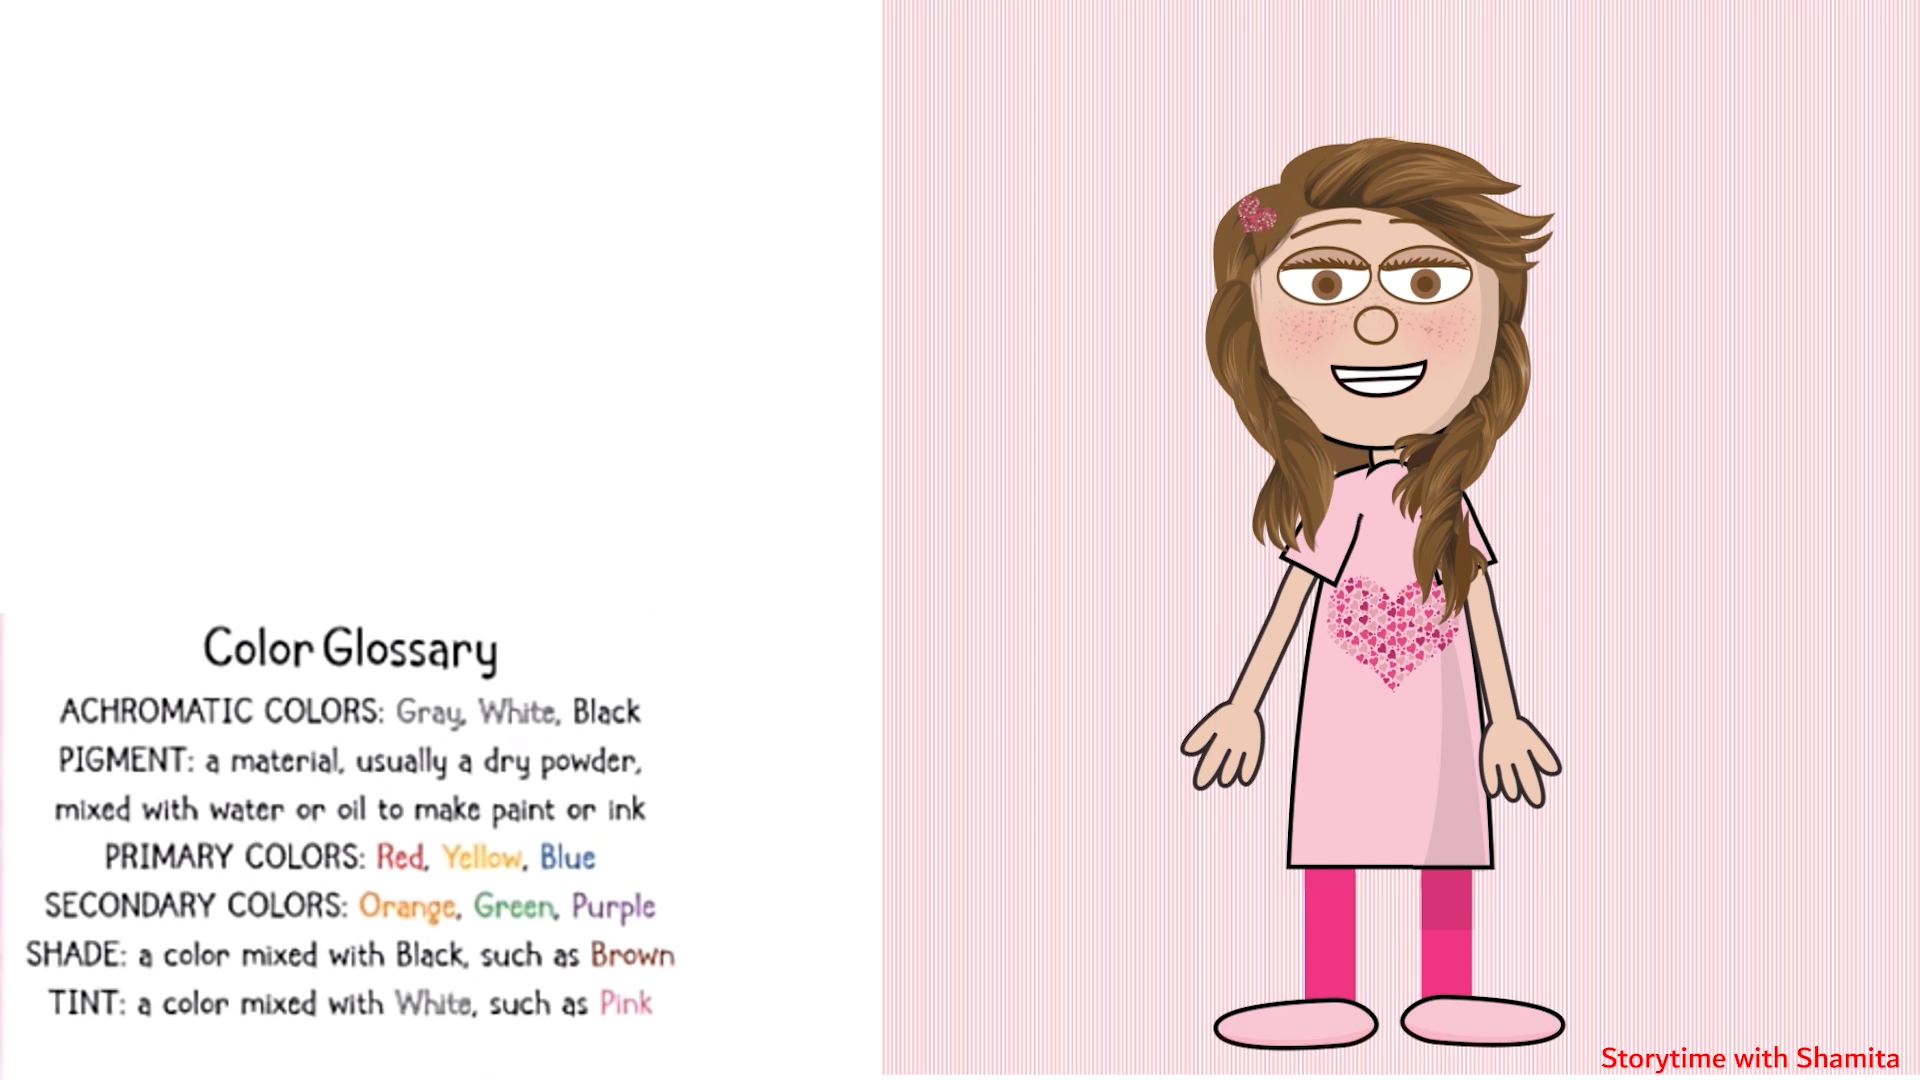 Color Glossary
ACHROMATIC COLORS: Gray, White, Black
PIGMENT: a material, usually a dry powder,
mixed with water or oil to make paint or ink
PRIMARY COLORS: Red, Yellow, Blue
SECONDARY COLORS: Orange, Green, Purple
SHADE: a color mixed with Black, such as Brown
TINT: a color mixed with White, such as Pink
Storytime with Shamita